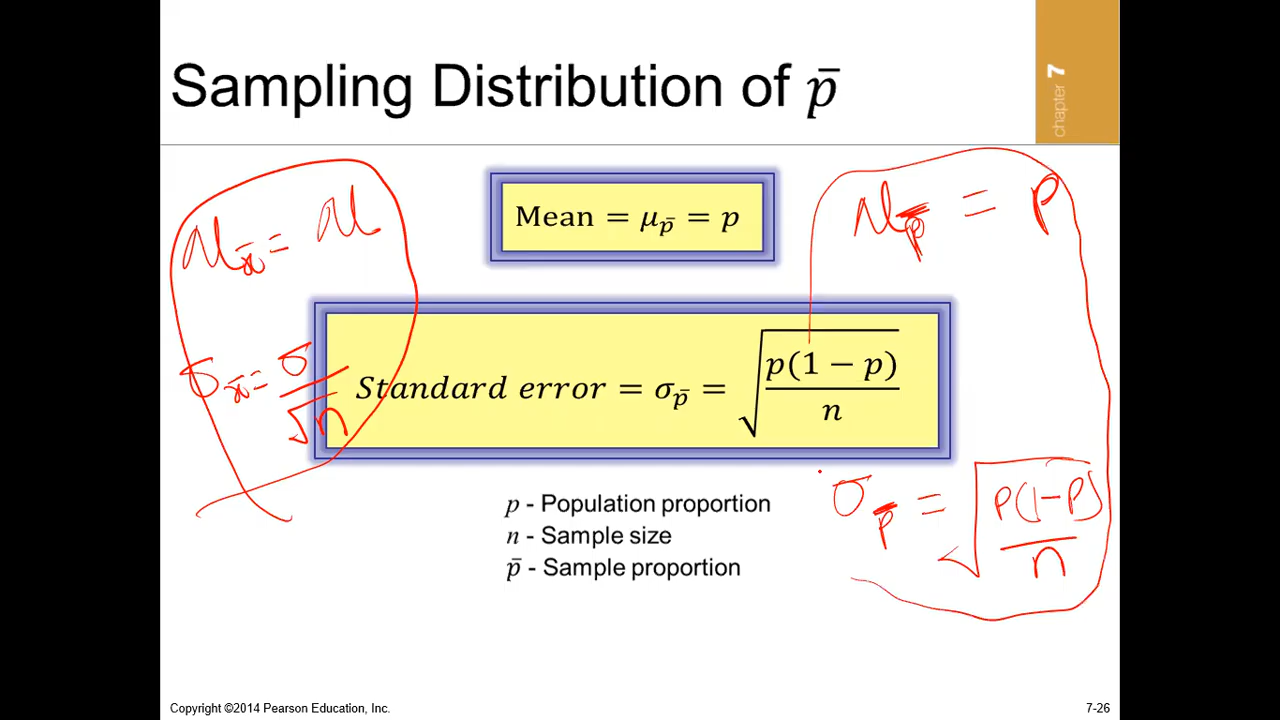 Sampling Distribution of p̄
chapter 7
Mean = μp̄ = p
μx̄ = μ
μp̄ = p
Standard error = σp̄ = √(p(1 − p)/n)
σx̄ = σ/√n
p - Population proportion
n - Sample size
p̄ - Sample proportion
σp̄ = √(p(1-p)/n)
Copyright ©2014 Pearson Education, Inc.
7-26